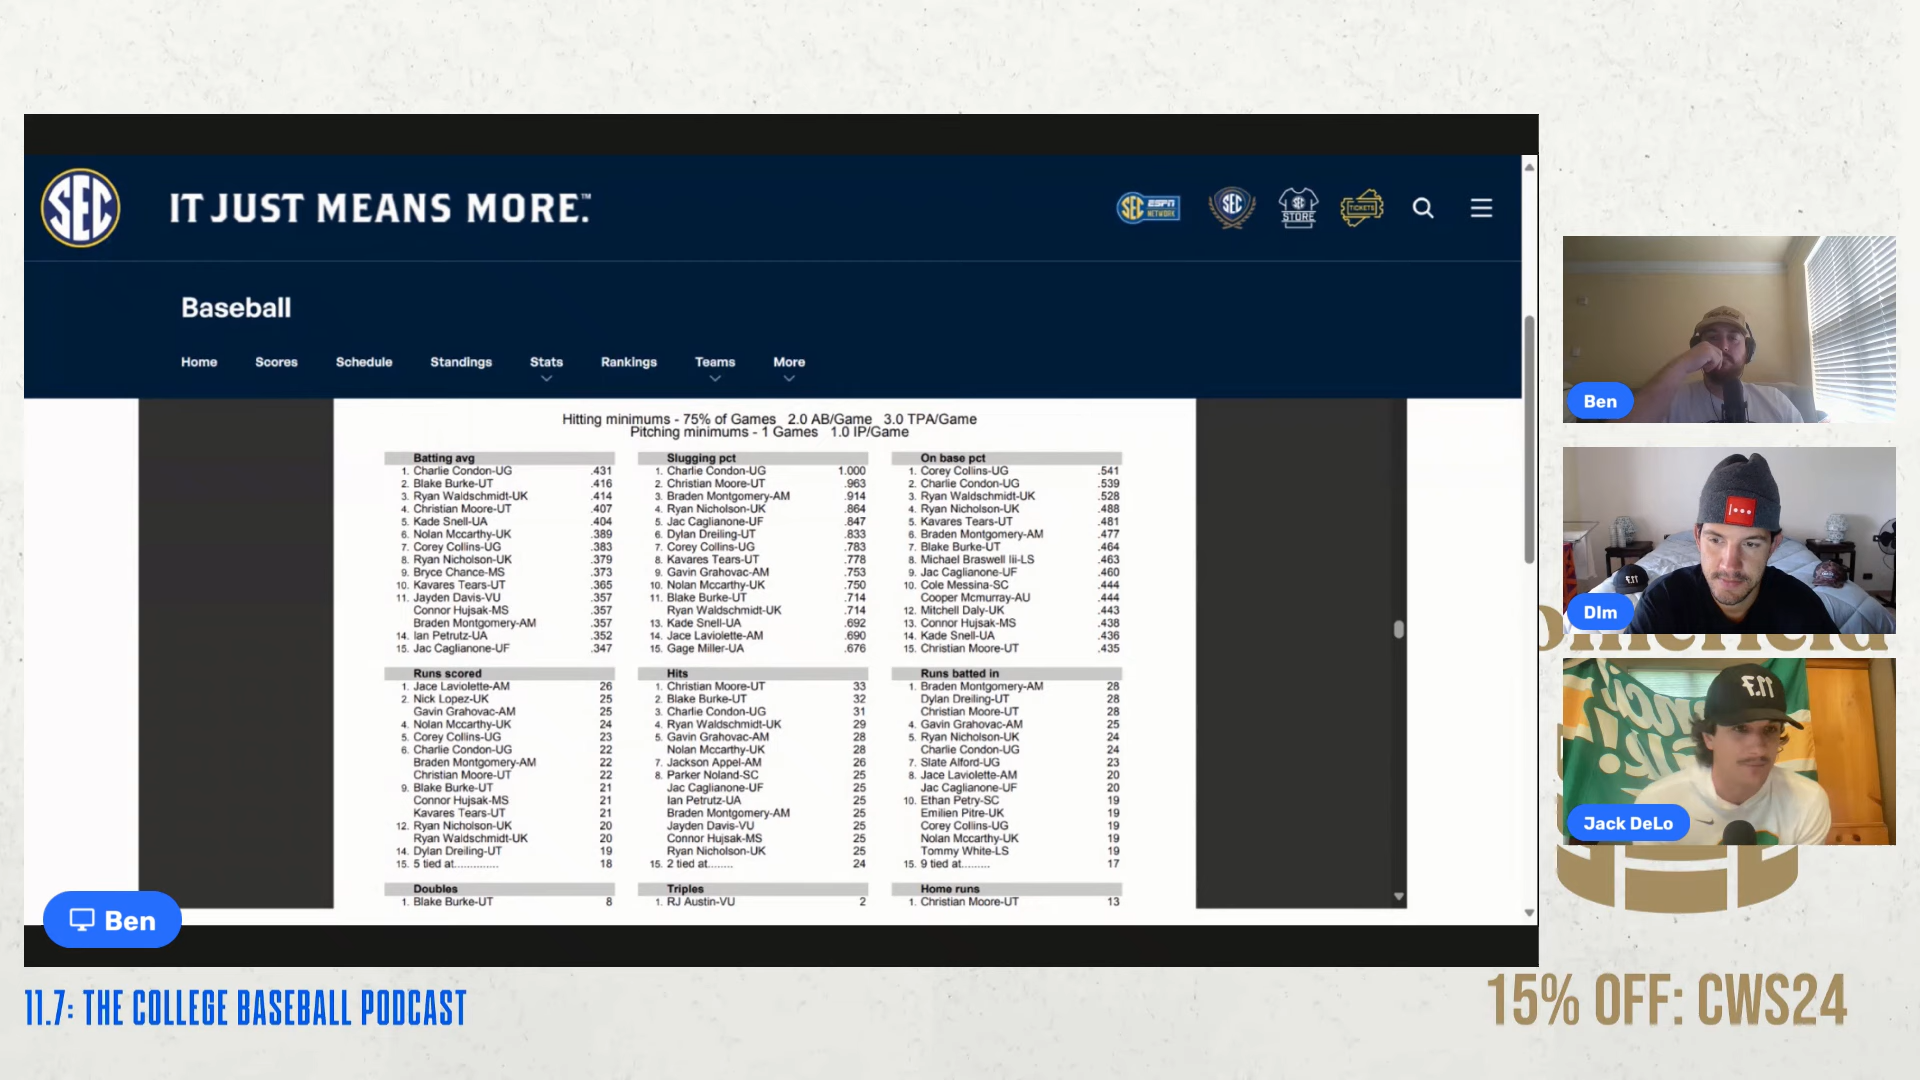 SEC
IT JUST MEANS MORE.™
SEC ESPN NETWORK
SEC
SEC STORE
TICKETS
Baseball
Home Scores Schedule Standings Stats Rankings Teams More
Hitting minimums - 75% of Games 2.0 AB/Game 3.0 TPA/Game
Pitching minimums - 1 Games 1.0 IP/Game
Batting avg
1. Charlie Condon-UG .431
2. Blake Burke-UT .416
3. Ryan Waldschmidt-UK .414
4. Christian Moore-UT .407
5. Kade Snell-UA .404
6. Nolan Mccarthy-UK .389
7. Corey Collins-UG .383
8. Ryan Nicholson-UK .379
9. Bryce Chance-MS .373
10. Kavares Tears-UT .365
11. Jayden Davis-VU .357
Connor Hujsak-MS .357
Braden Montgomery-AM .357
14. Ian Petrutz-UA .352
15. Jac Caglianone-UF .347
Slugging pct
1. Charlie Condon-UG 1.000
2. Christian Moore-UT .963
3. Braden Montgomery-AM .914
4. Ryan Nicholson-UK .864
5. Jac Caglianone-UF .847
6. Dylan Dreiling-UT .833
7. Corey Collins-UG .783
8. Kavares Tears-UT .778
9. Gavin Grahovac-AM .753
10. Nolan Mccarthy-UK .750
11. Blake Burke-UT .714
Ryan Waldschmidt-UK .714
13. Kade Snell-UA .692
14. Jace Laviolette-AM .690
15. Gage Miller-UA .676
On base pct
1. Corey Collins-UG .541
2. Charlie Condon-UG .539
3. Ryan Waldschmidt-UK .528
4. Ryan Nicholson-UK .488
5. Kavares Tears-UT .481
6. Braden Montgomery-AM .477
7. Blake Burke-UT .464
8. Michael Braswell Iii-LS .463
9. Jac Caglianone-UF .460
10. Cole Messina-SC .444
Cooper Mcmurray-AU .444
12. Mitchell Daly-UK .443
13. Connor Hujsak-MS .438
14. Kade Snell-UA .436
15. Christian Moore-UT .435
Runs scored
1. Jace Laviolette-AM 26
2. Nick Lopez-UK 25
Gavin Grahovac-AM 25
4. Nolan Mccarthy-UK 24
5. Corey Collins-UG 23
6. Charlie Condon-UG 22
Braden Montgomery-AM 22
Christian Moore-UT 22
9. Blake Burke-UT 21
Connor Hujsak-MS 21
Kavares Tears-UT 21
12. Ryan Nicholson-UK 20
Ryan Waldschmidt-UK 20
14. Dylan Dreiling-UT 19
15. 5 tied at.............. 18
Hits
1. Christian Moore-UT 33
2. Blake Burke-UT 32
3. Charlie Condon-UG 31
4. Ryan Waldschmidt-UK 29
5. Gavin Grahovac-AM 28
Nolan Mccarthy-UK 28
7. Jackson Appel-AM 26
8. Parker Noland-SC 25
Jac Caglianone-UF 25
Ian Petrutz-UA 25
Braden Montgomery-AM 25
Jayden Davis-VU 25
Connor Hujsak-MS 25
Ryan Nicholson-UK 25
15. 2 tied at........ 24
Runs batted in
1. Braden Montgomery-AM 28
Dylan Dreiling-UT 28
Christian Moore-UT 28
4. Gavin Grahovac-AM 25
5. Ryan Nicholson-UK 24
Charlie Condon-UG 24
7. Slate Alford-UG 23
8. Jace Laviolette-AM 20
Jac Caglianone-UF 20
10. Ethan Petry-SC 19
Emilien Pitre-UK 19
Corey Collins-UG 19
Nolan Mccarthy-UK 19
Tommy White-LS 19
15. 9 tied at......... 17
Doubles
1. Blake Burke-UT 8
Triples
1. RJ Austin-VU 2
Home runs
1. Christian Moore-UT 13
Ben
Ben
Dlm
11.7
Jack DeLo
11.7: THE COLLEGE BASEBALL PODCAST
15% OFF: CWS24